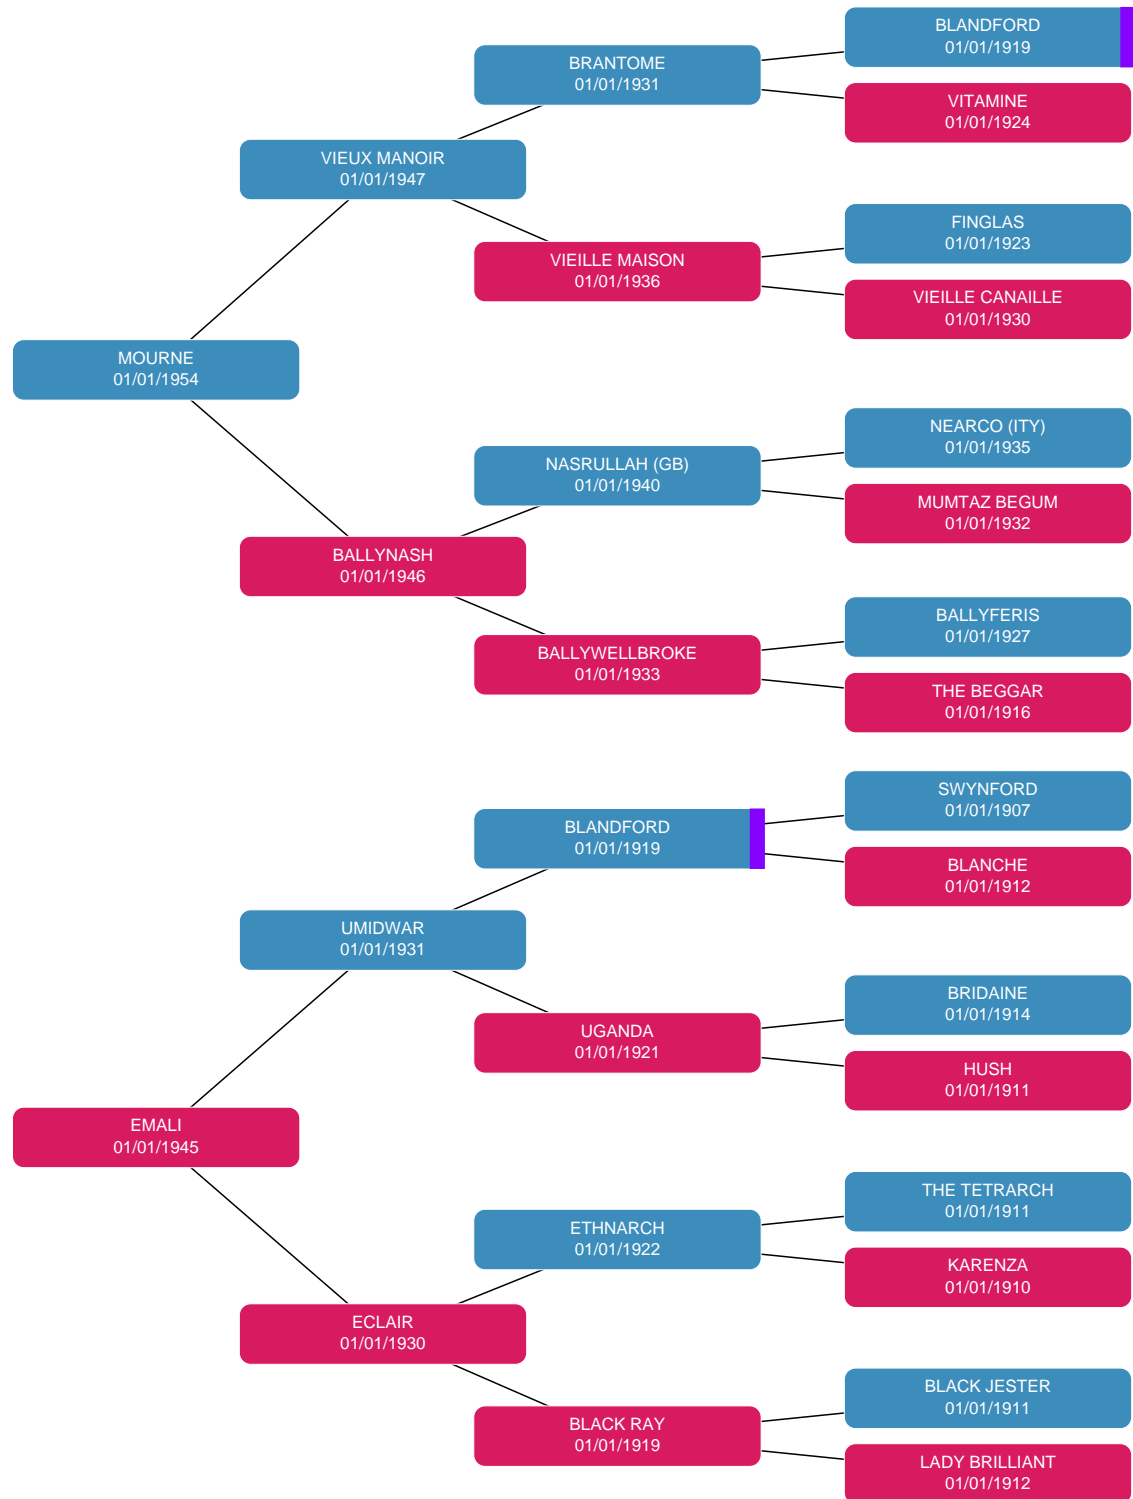 BLANDFORD
01/01/1919
BRANTOME
01/01/1931
VITAMINE
01/01/1924
VIEUX MANOIR
01/01/1947
FINGLAS
01/01/1923
VIEILLE MAISON
01/01/1936
VIEILLE CANAILLE
01/01/1930
MOURNE
01/01/1954
NEARCO (ITY)
01/01/1935
NASRULLAH (GB)
01/01/1940
MUMTAZ BEGUM
01/01/1932
BALLYNASH
01/01/1946
BALLYFERIS
01/01/1927
BALLYWELLBROKE
01/01/1933
THE BEGGAR
01/01/1916
SWYNFORD
01/01/1907
BLANDFORD
01/01/1919
BLANCHE
01/01/1912
UMIDWAR
01/01/1931
BRIDAINE
01/01/1914
UGANDA
01/01/1921
HUSH
01/01/1911
EMALI
01/01/1945
THE TETRARCH
01/01/1911
ETHNARCH
01/01/1922
KARENZA
01/01/1910
ECLAIR
01/01/1930
BLACK JESTER
01/01/1911
BLACK RAY
01/01/1919
LADY BRILLIANT
01/01/1912